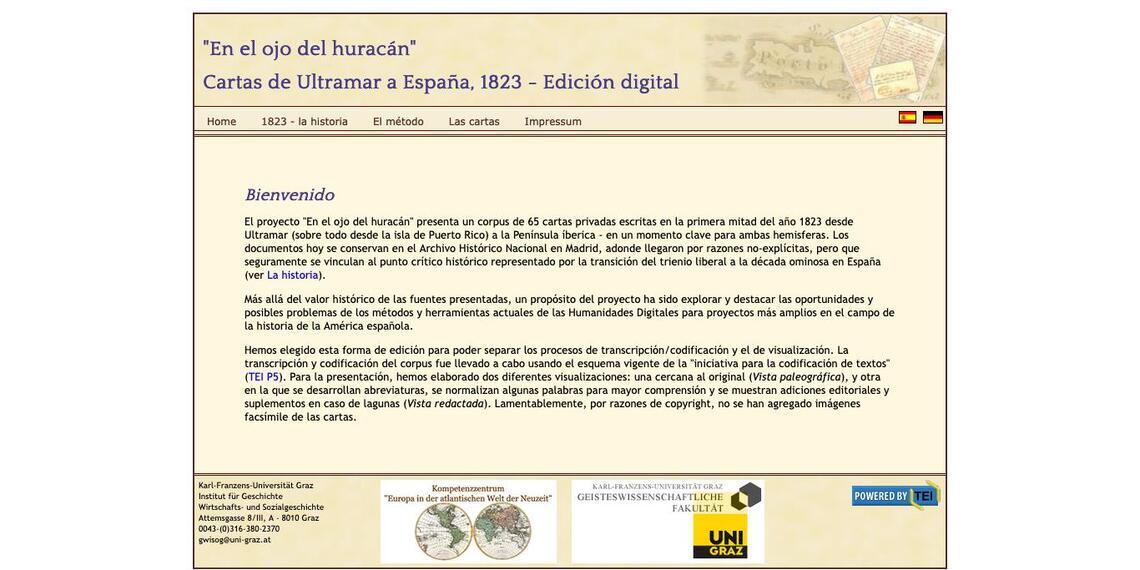 "En el ojo del huracán"
Cartas de Ultramar a España, 1823 - Edición digital
Porto
Home 1823 - la historia El método Las cartas Impressum
Bienvenido
El proyecto "En el ojo del huracán" presenta un corpus de 65 cartas privadas escritas en la primera mitad del año 1823 desde
Ultramar (sobre todo desde la isla de Puerto Rico) a la Península íberica - en un momento clave para ambas hemisferas. Los
documentos hoy se conservan en el Archivo Histórico Nacional en Madrid, adonde llegaron por razones no-explícitas, pero que
seguramente se vinculan al punto crítico histórico representado por la transición del trienio liberal a la década ominosa en España
(ver La historia).
Más allá del valor histórico de las fuentes presentadas, un propósito del proyecto ha sido explorar y destacar las oportunidades y
posibles problemas de los métodos y herramientas actuales de las Humanidades Digitales para proyectos más amplios en el campo de
la historia de la América española.
Hemos elegido esta forma de edición para poder separar los procesos de transcripción/codificación y el de visualización. La
transcripción y codificación del corpus fue llevado a cabo usando el esquema vigente de la "iniciativa para la codificación de textos"
(TEI P5). Para la presentación, hemos elaborado dos diferentes visualizaciones: una cercana al original (Vista paleográfica), y otra
en la que se desarrollan abreviaturas, se normalizan algunas palabras para mayor comprensión y se muestran adiciones editoriales y
suplementos en caso de lagunas (Vista redactada). Lamentablemente, por razones de copyright, no se han agregado imágenes
facsímile de las cartas.
Karl-Franzens-Universität Graz
Institut für Geschichte
Wirtschafts- und Sozialgeschichte
Attemsgasse 8/III, A - 8010 Graz
0043-(0)316-380-2370
gwisog@uni-graz.at
Kompetenzzentrum
"Europa in der atlantischen Welt der Neuzeit"
KARL-FRANZENS-UNIVERSITÄT GRAZ
GEISTESWISSENSCHAFTLICHE
FAKULTÄT
UNI
GRAZ
POWERED BY TEI